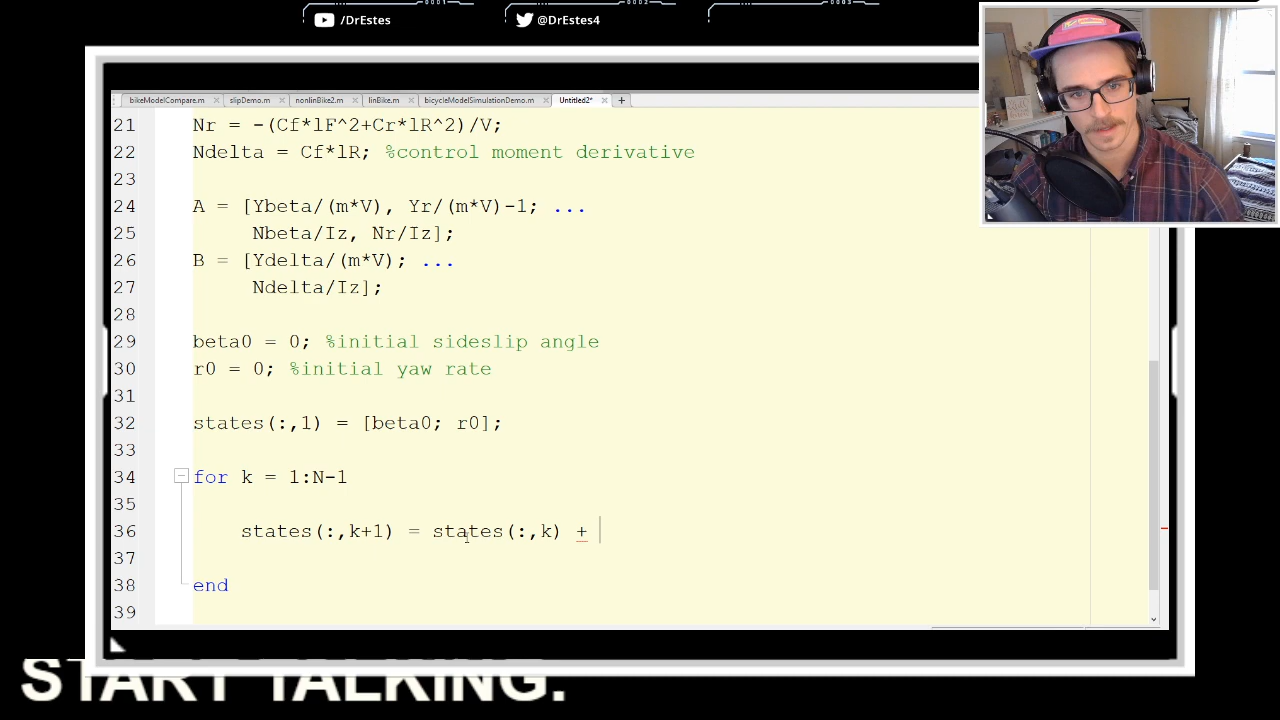 0001
0002
0003
/DrEstes
@DrEstes4
bikeModelCompare.m
slipDemo.m
nonlinBike2.m
linBike.m
bicycleModelSimulationDemo.m
Untitled2*
21 Nr = -(Cf*lF^2+Cr*lR^2)/V;
22 Ndelta = Cf*lR; %control moment derivative
23
24 A = [Ybeta/(m*V), Yr/(m*V)-1; ...
25 Nbeta/Iz, Nr/Iz];
26 B = [Ydelta/(m*V); ...
27 Ndelta/Iz];
28
29 beta0 = 0; %initial sideslip angle
30 r0 = 0; %initial yaw rate
31
32 states(:,1) = [beta0; r0];
33
34 for k = 1:N-1
35
36 states(:,k+1) = states(:,k) +
37
38 end
39
START TALKING.